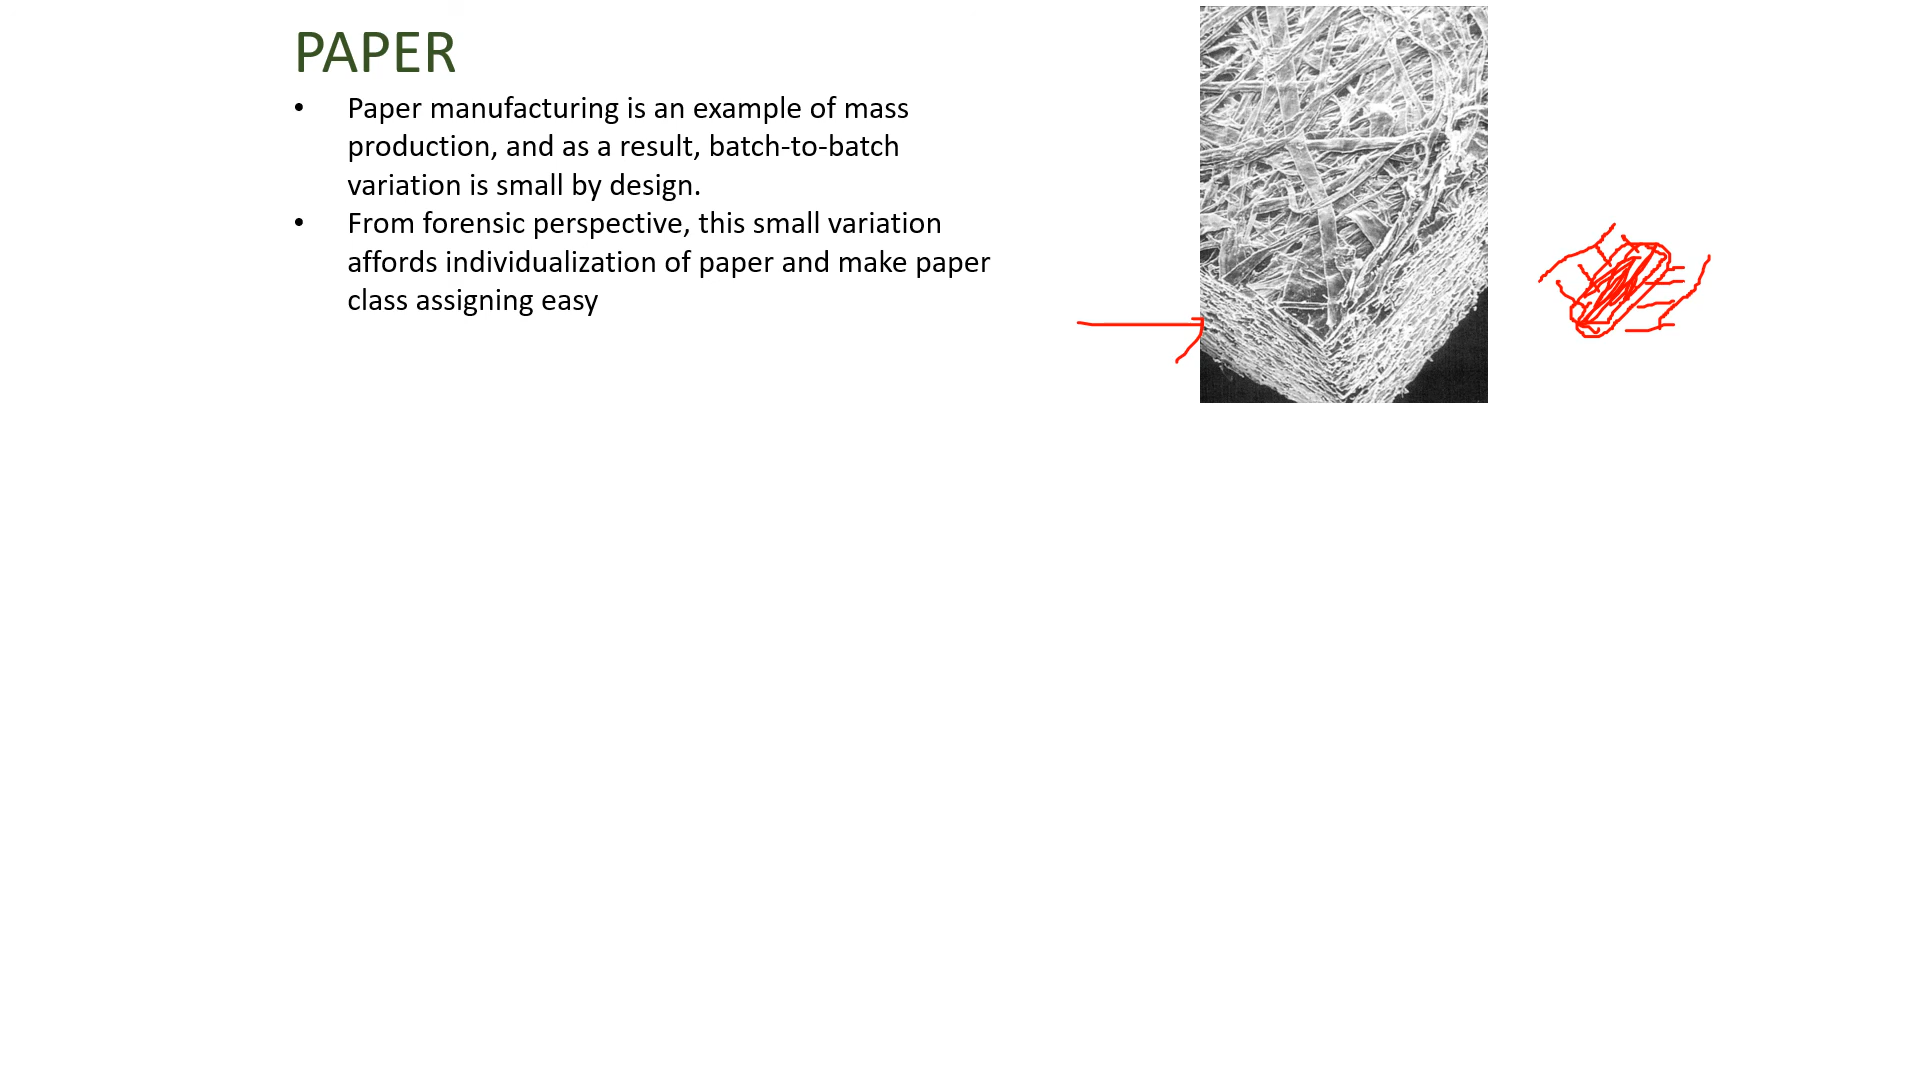 PAPER
• Paper manufacturing is an example of mass
production, and as a result, batch-to-batch
variation is small by design.
• From forensic perspective, this small variation
affords individualization of paper and make paper
class assigning easy